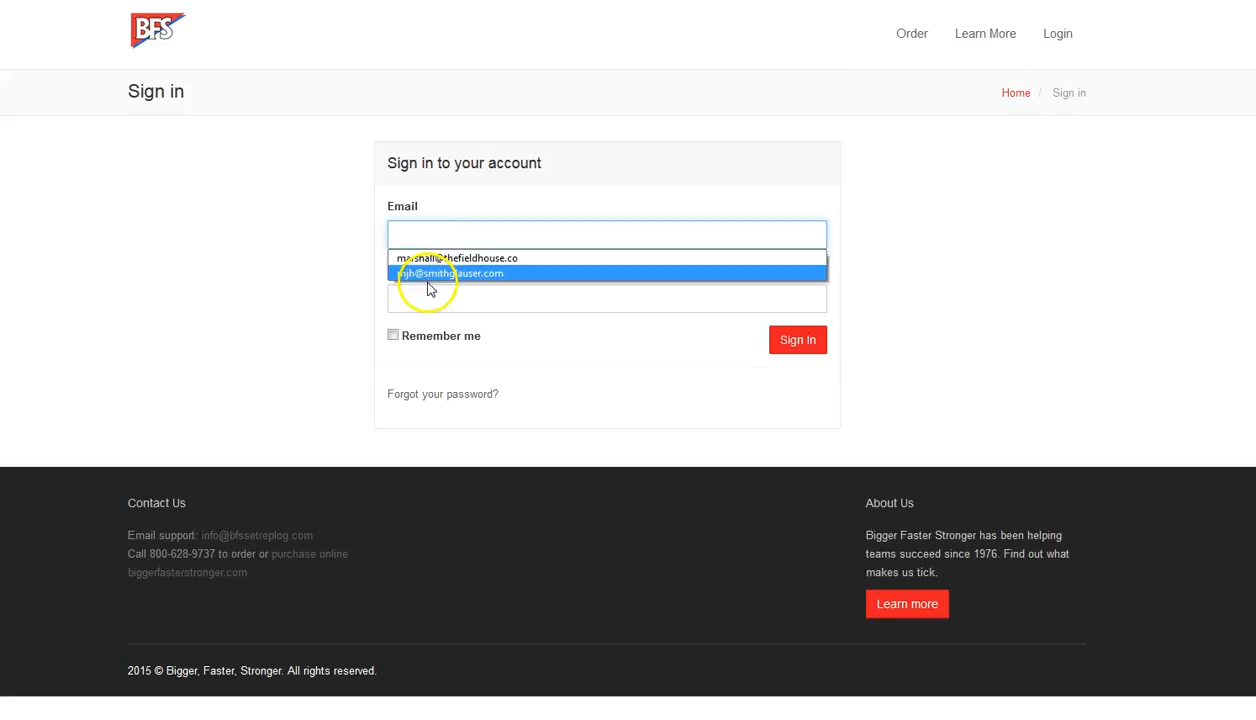 BFS
Order Learn More Login
Sign in
Home / Sign in
Sign in to your account
Email
marshall@thefieldhouse.co
mjh@smithglauser.com
Remember me
Sign In
Forgot your password?
Contact Us
Email support: info@bfssetreplog.com
Call 800-628-9737 to order or purchase online
biggerfasterstronger.com
About Us
Bigger Faster Stronger has been helping
teams succeed since 1976. Find out what
makes us tick.
Learn more
2015 © Bigger, Faster, Stronger. All rights reserved.